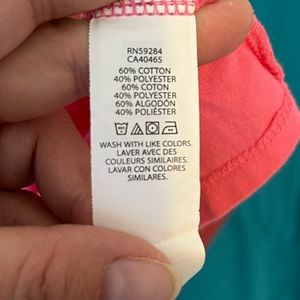 RN59284
CA40465
60% COTTON
40% POLYESTER
60% COTON
40% POLYESTER
60% ALGODÓN
40% POLIÉSTER
WASH WITH LIKE COLORS.
LAVER AVEC DES
COULEURS SIMILAIRES.
LAVAR CON COLORES
SIMILARES.